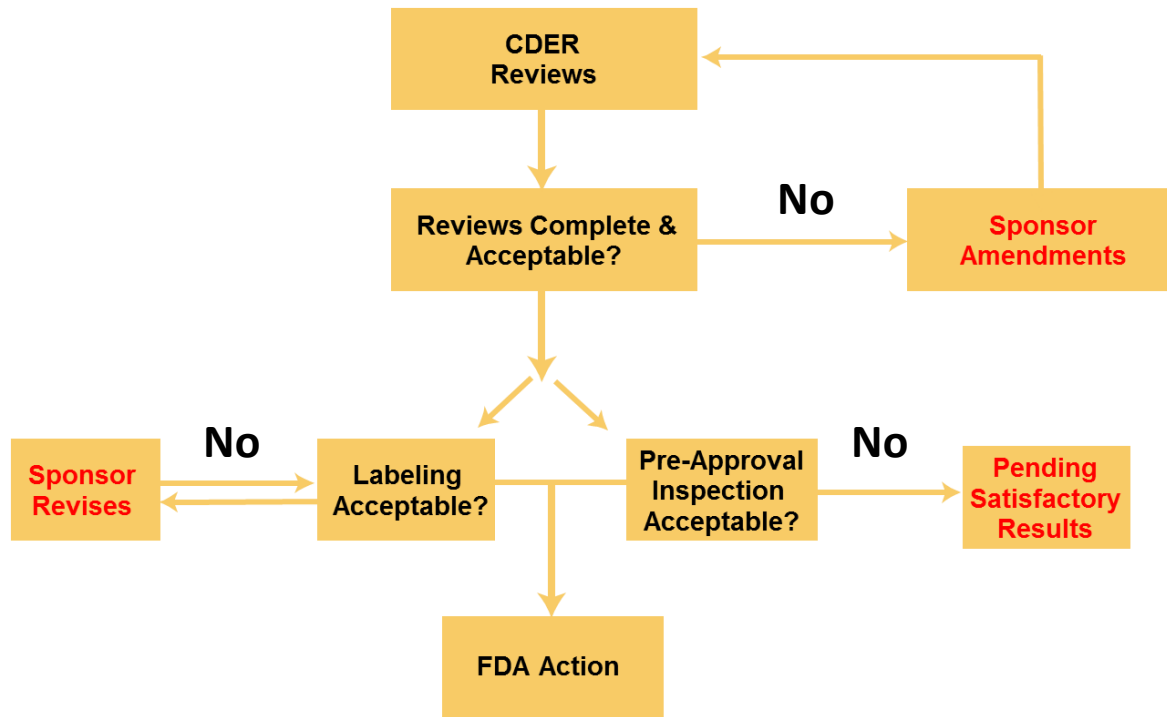 CDER
Reviews
No
Reviews Complete &
Acceptable?
Sponsor
Amendments
No
No
Sponsor
Revises
Labeling
Acceptable?
Pre-Approval
Inspection
Acceptable?
Pending
Satisfactory
Results
FDA Action